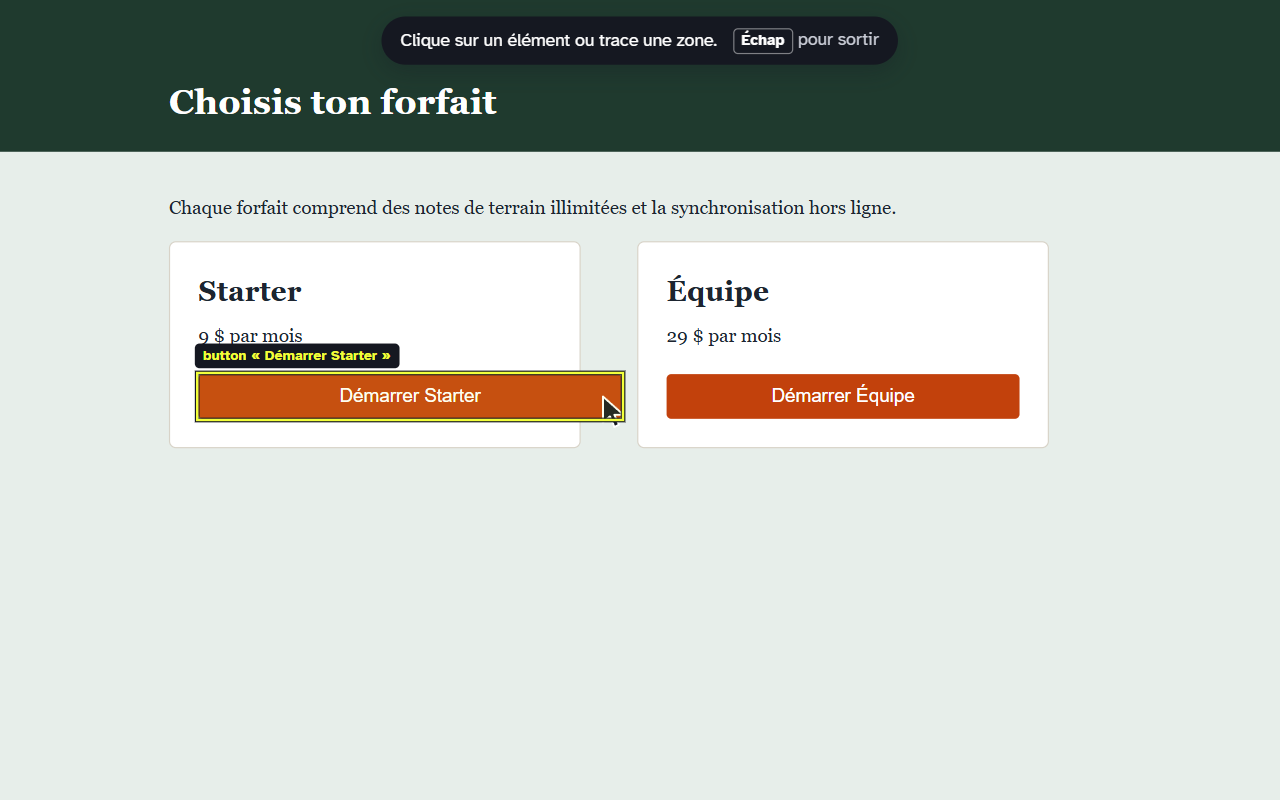 Clique sur un élément ou trace une zone. Échap pour sortir
Choisis ton forfait
Chaque forfait comprend des notes de terrain illimitées et la synchronisation hors ligne.
Starter
9 $ par mois
button « Démarrer Starter »
Démarrer Starter
Équipe
29 $ par mois
Démarrer Équipe